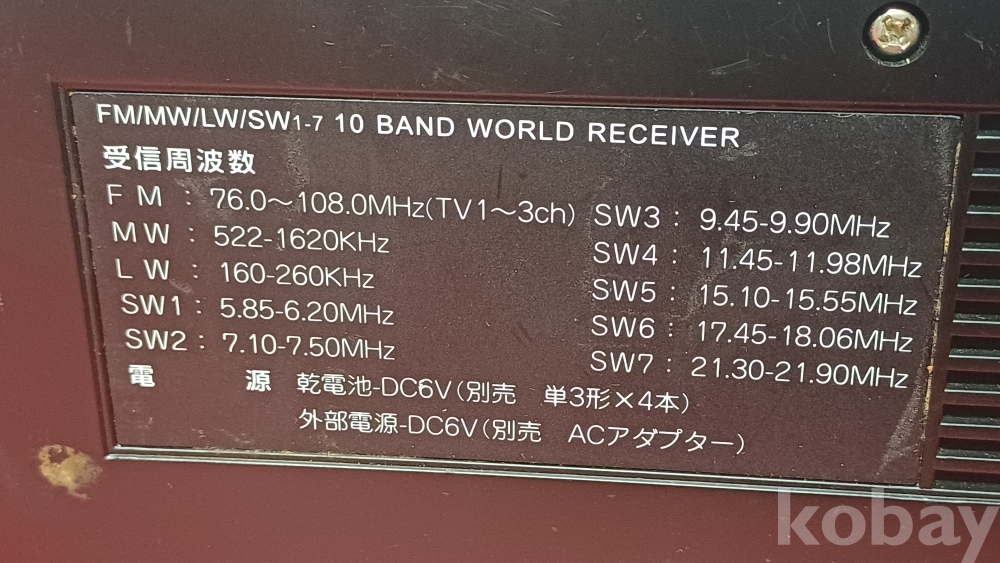 FM/MW/LW/SW1-7 10 BAND WORLD RECEIVER
受信周波数
FM : 76.0～108.0MHz(TV1～3ch)
MW : 522-1620KHz
LW : 160-260KHz
SW1 : 5.85-6.20MHz
SW2 : 7.10-7.50MHz
SW3 : 9.45-9.90MHz
SW4 : 11.45-11.98MHz
SW5 : 15.10-15.55MHz
SW6 : 17.45-18.06MHz
SW7 : 21.30-21.90MHz
電 源 乾電池-DC6V(別売 単3形×4本)
外部電源-DC6V(別売 ACアダプター)
kobay